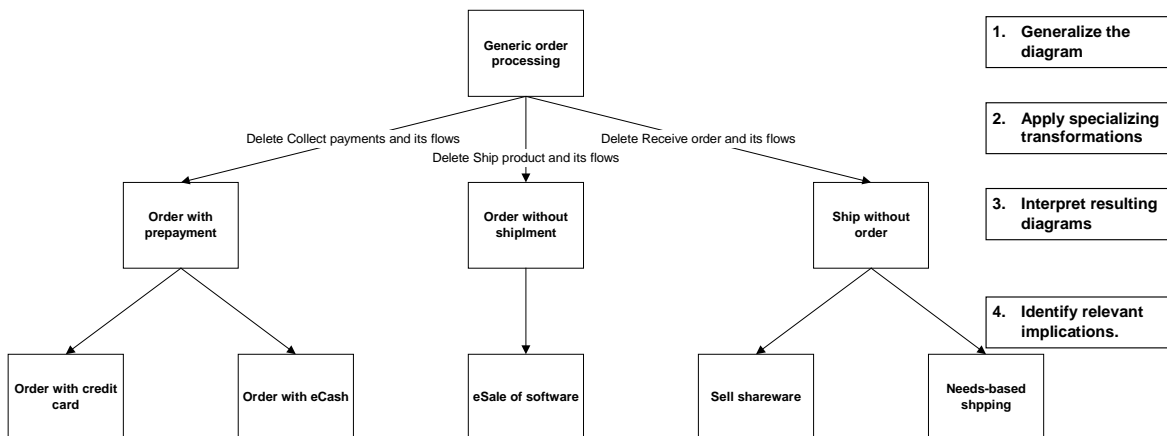 Generic order
processing
1. Generalize the
diagram
Delete Collect payments and its flows
Delete Receive order and its flows
Delete Ship product and its flows
2. Apply specializing
transformations
Order with
prepayment
Order without
shiplment
Ship without
order
3. Interpret resulting
diagrams
4. Identify relevant
implications.
Order with credit
card
Order with eCash
eSale of software
Sell shareware
Needs-based
shpping